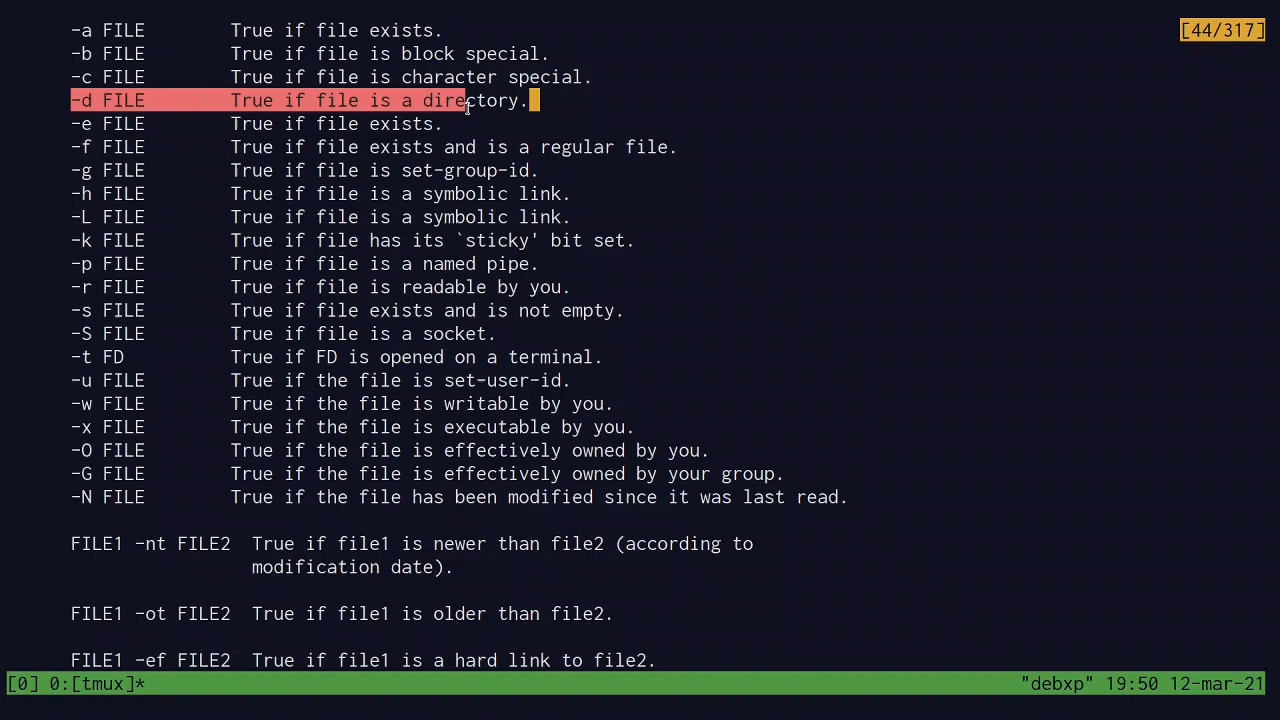 -a FILE        True if file exists.
[44/317]
-b FILE        True if file is block special.
-c FILE        True if file is character special.
-d FILE        True if file is a directory.
-e FILE        True if file exists.
-f FILE        True if file exists and is a regular file.
-g FILE        True if file is set-group-id.
-h FILE        True if file is a symbolic link.
-L FILE        True if file is a symbolic link.
-k FILE        True if file has its `sticky' bit set.
-p FILE        True if file is a named pipe.
-r FILE        True if file is readable by you.
-s FILE        True if file exists and is not empty.
-S FILE        True if file is a socket.
-t FD          True if FD is opened on a terminal.
-u FILE        True if the file is set-user-id.
-w FILE        True if the file is writable by you.
-x FILE        True if the file is executable by you.
-O FILE        True if the file is effectively owned by you.
-G FILE        True if the file is effectively owned by your group.
-N FILE        True if the file has been modified since it was last read.
FILE1 -nt FILE2  True if file1 is newer than file2 (according to
modification date).
FILE1 -ot FILE2  True if file1 is older than file2.
FILE1 -ef FILE2  True if file1 is a hard link to file2.
[0] 0:[tmux]* "debxp" 19:50 12-mar-21